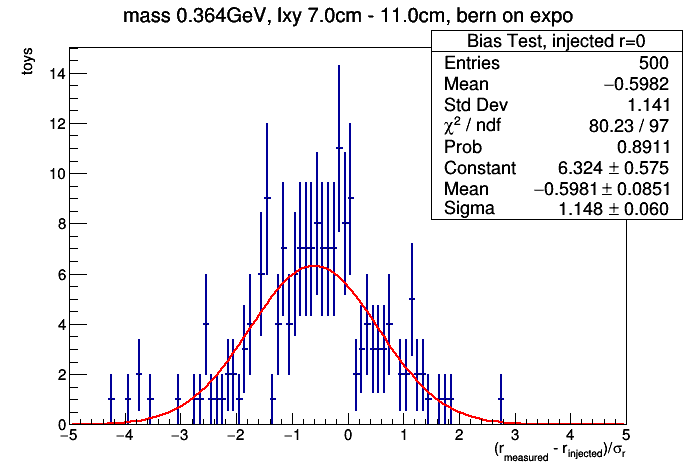 mass 0.364GeV, lxy 7.0cm - 11.0cm, bern on expo
Bias Test, injected r=0
Entries 500
Mean −0.5982
Std Dev 1.141
χ² / ndf 80.23 / 97
Prob 0.8911
Constant 6.324 ± 0.575
Mean −0.5981 ± 0.0851
Sigma 1.148 ± 0.060
toys
14
12
10
8
6
4
2
0
−5 −4 −3 −2 −1 0 1 2 3 4 5
(r_measured - r_injected)/σ_r